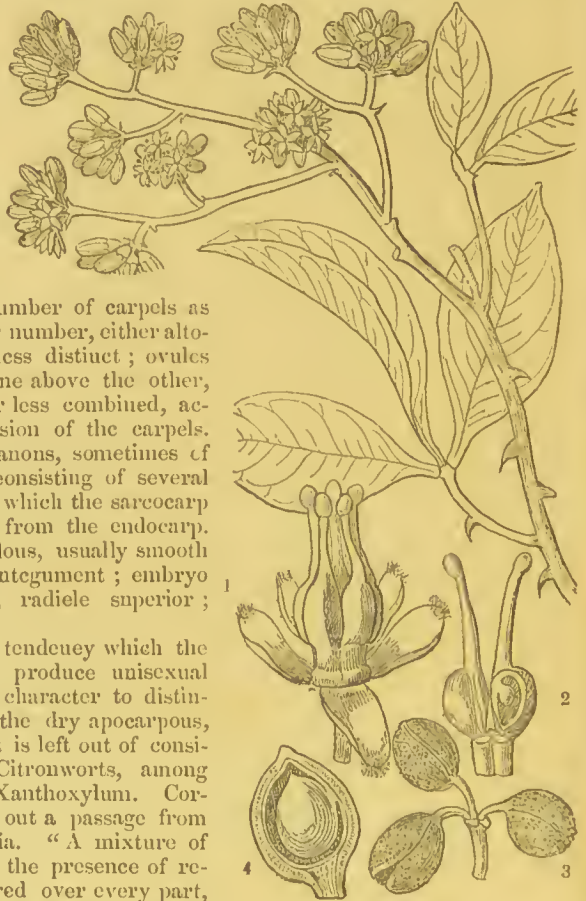 umber of carpels as
number, either alto-
less distinct ; ovules
ne above the other,
r less combined, ac-
sion of the carpels.
anous, sometimes of
consisting of several
which the sarcocarp
from the endocarp.
lous, usually smooth
ntegument ; embryo
radicle superior ;
1
tendency which the
produce unisexual
character to distin-
the dry apocarpous,
is left out of consi-
Citronworts, among
Xanthoxylum. Cor-
out a passage from
ia. “A mixture of
the presence of re-
red over every part,
2
3
4